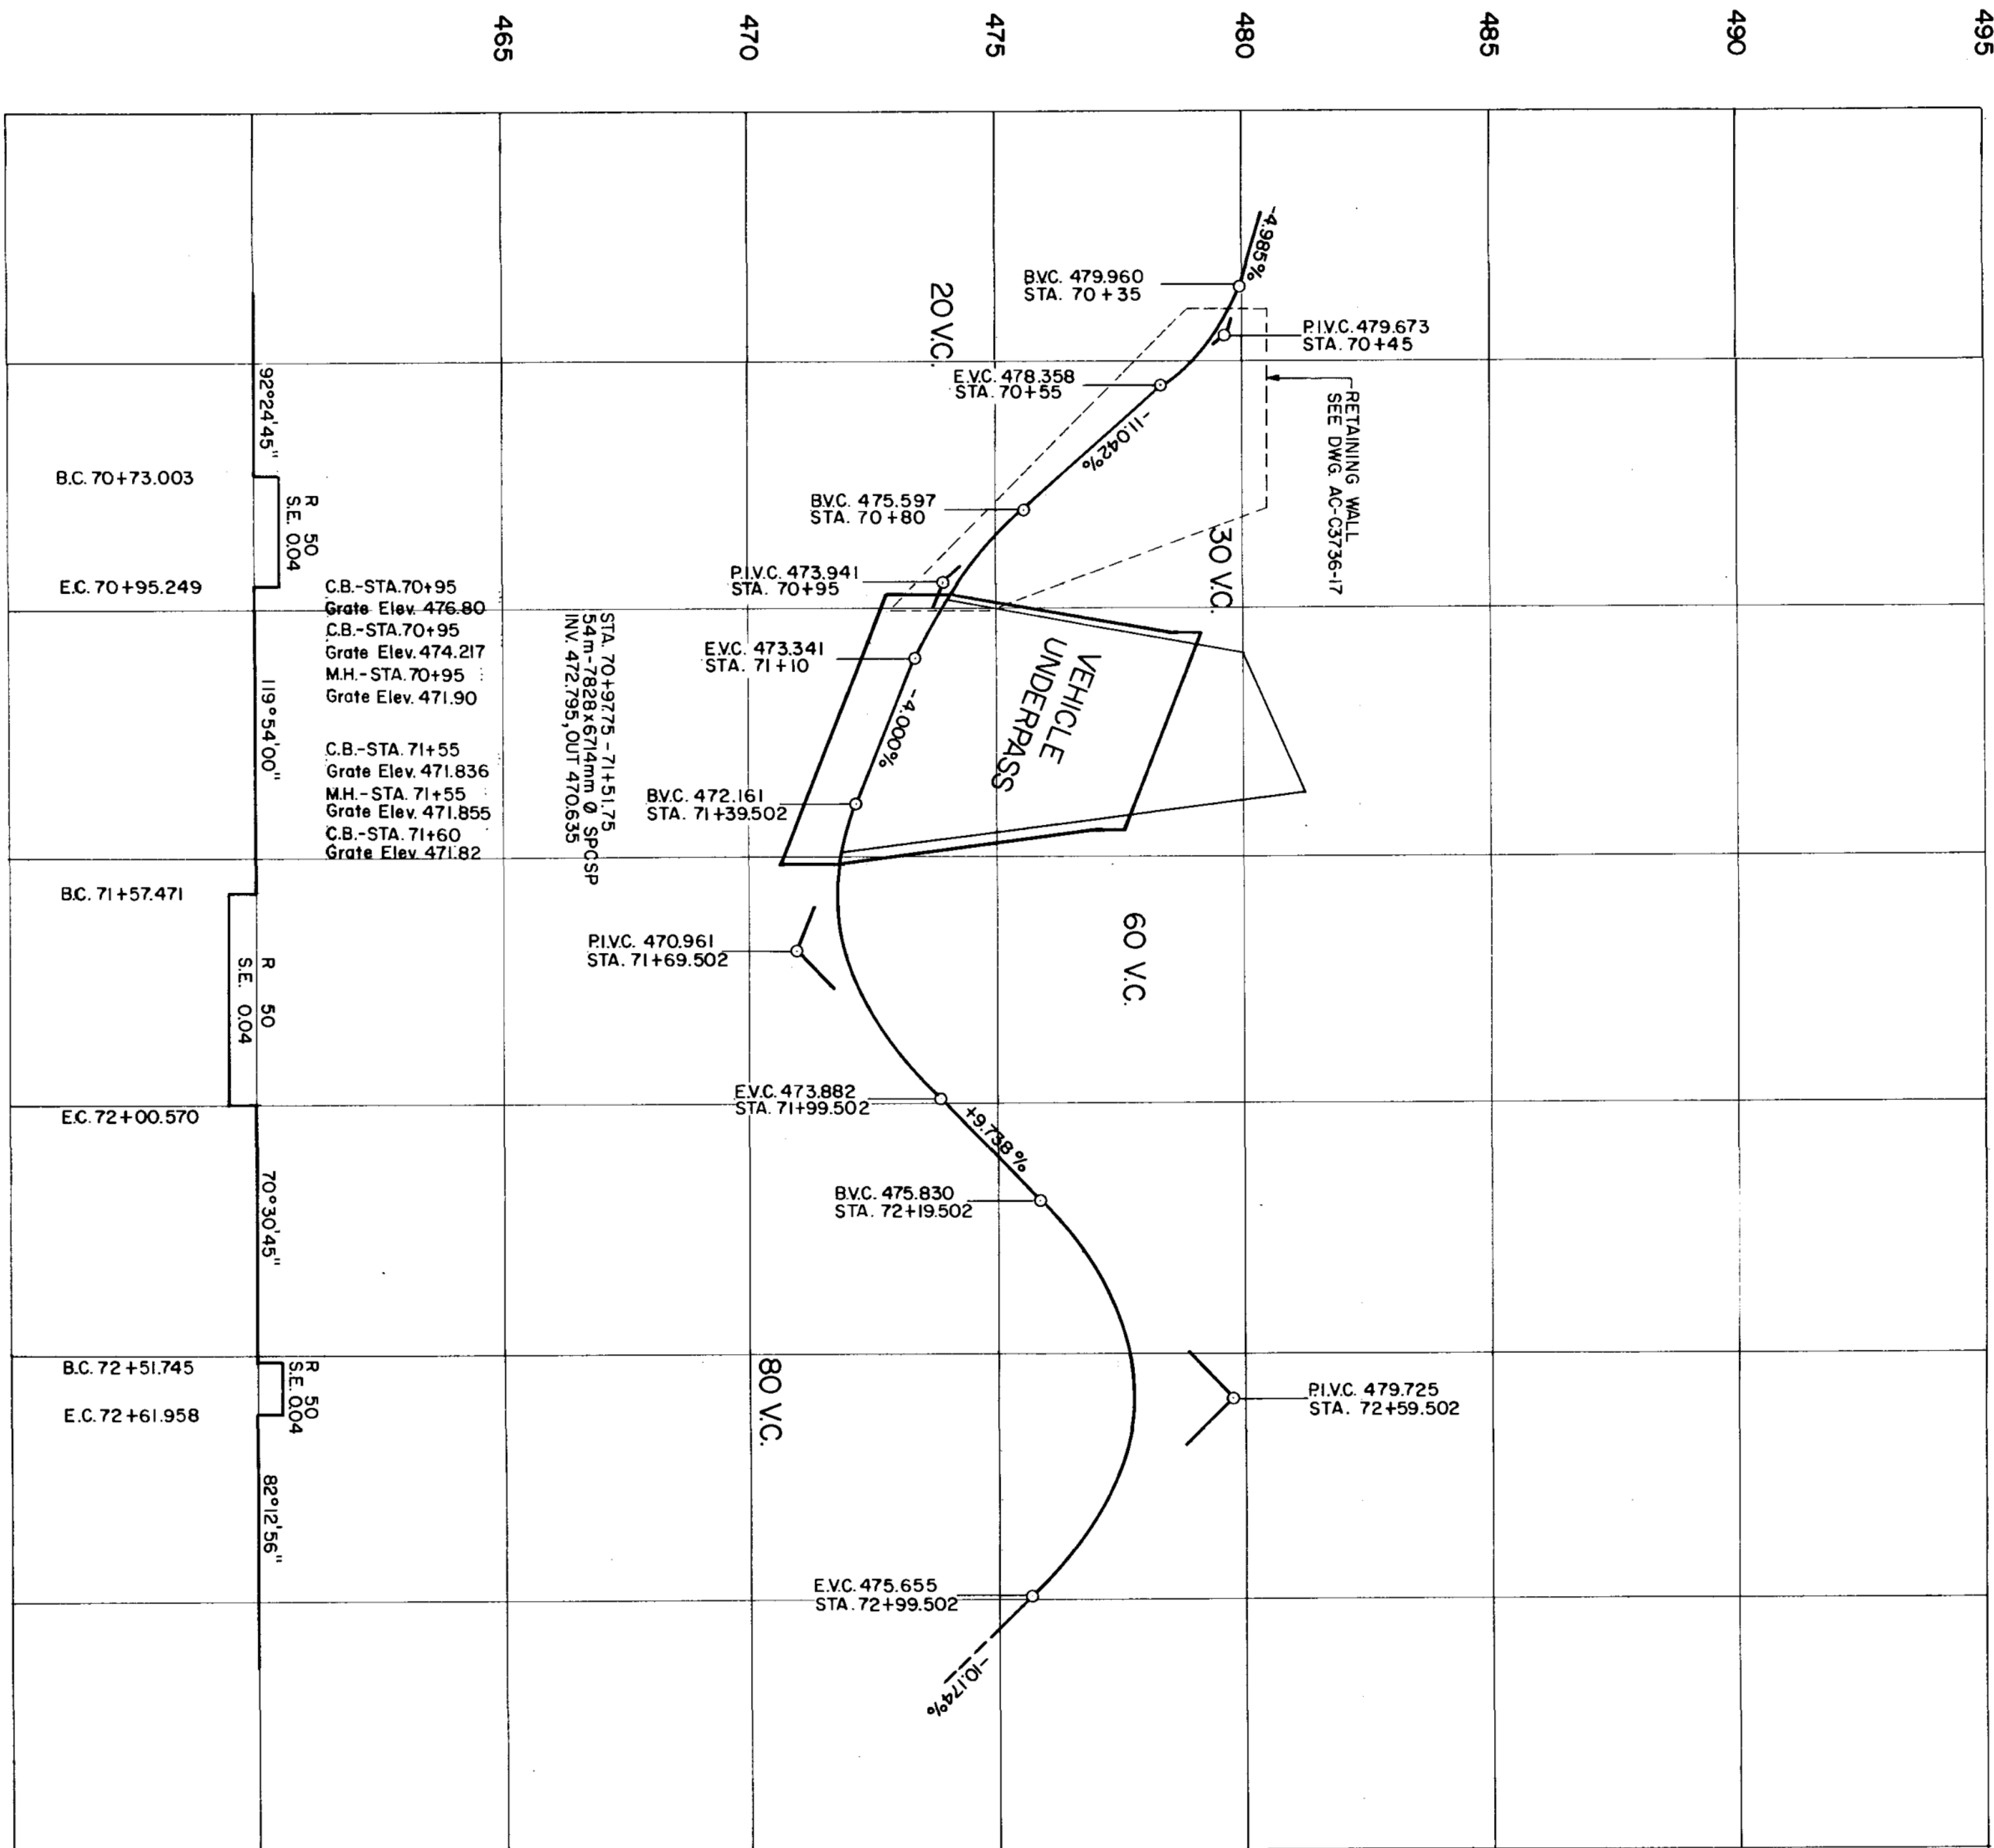 465
470
475
480
485
490
495
-4.985%
B.V.C. 479.960
STA. 70+35
P.I.V.C. 479.673
STA. 70+45
20 V.C.
E.V.C. 478.358
STA. 70+55
RETAINING WALL
SEE DWG. AC-C3736-17
-11.042%
92°24'45"
B.C. 70+73.003
R 50
S.E. 0.04
B.V.C. 475.597
STA. 70+80
30 V.C.
P.I.V.C. 473.941
STA. 70+95
E.C. 70+95.249
C.B.-STA.70+95
Grate Elev. 476.80
C.B.-STA.70+95
Grate Elev. 474.217
M.H.-STA.70+95
Grate Elev. 471.90
C.B.-STA. 71+55
Grate Elev. 471.836
M.H.-STA. 71+55
Grate Elev. 471.855
C.B.-STA. 71+60
Grate Elev. 471.82
STA. 70+97.75 - 71+51.75
54m-7828x6714mm Ø SPCSP
INV. 472.795, OUT 470.635
E.V.C. 473.341
STA. 71+10
VEHICLE
UNDERPASS
-4.000%
119°54'00"
B.V.C. 472.161
STA. 71+39.502
B.C. 71+57.471
R 50
S.E. 0.04
P.I.V.C. 470.961
STA. 71+69.502
60 V.C.
E.V.C. 473.882
STA. 71+99.502
E.C. 72+00.570
+9.738%
70°30'45"
B.V.C. 475.830
STA. 72+19.502
B.C. 72+51.745
R 50
S.E. 0.04
E.C. 72+61.958
80 V.C.
P.I.V.C. 479.725
STA. 72+59.502
82°12'56"
E.V.C. 475.655
STA. 72+99.502
-10.174%